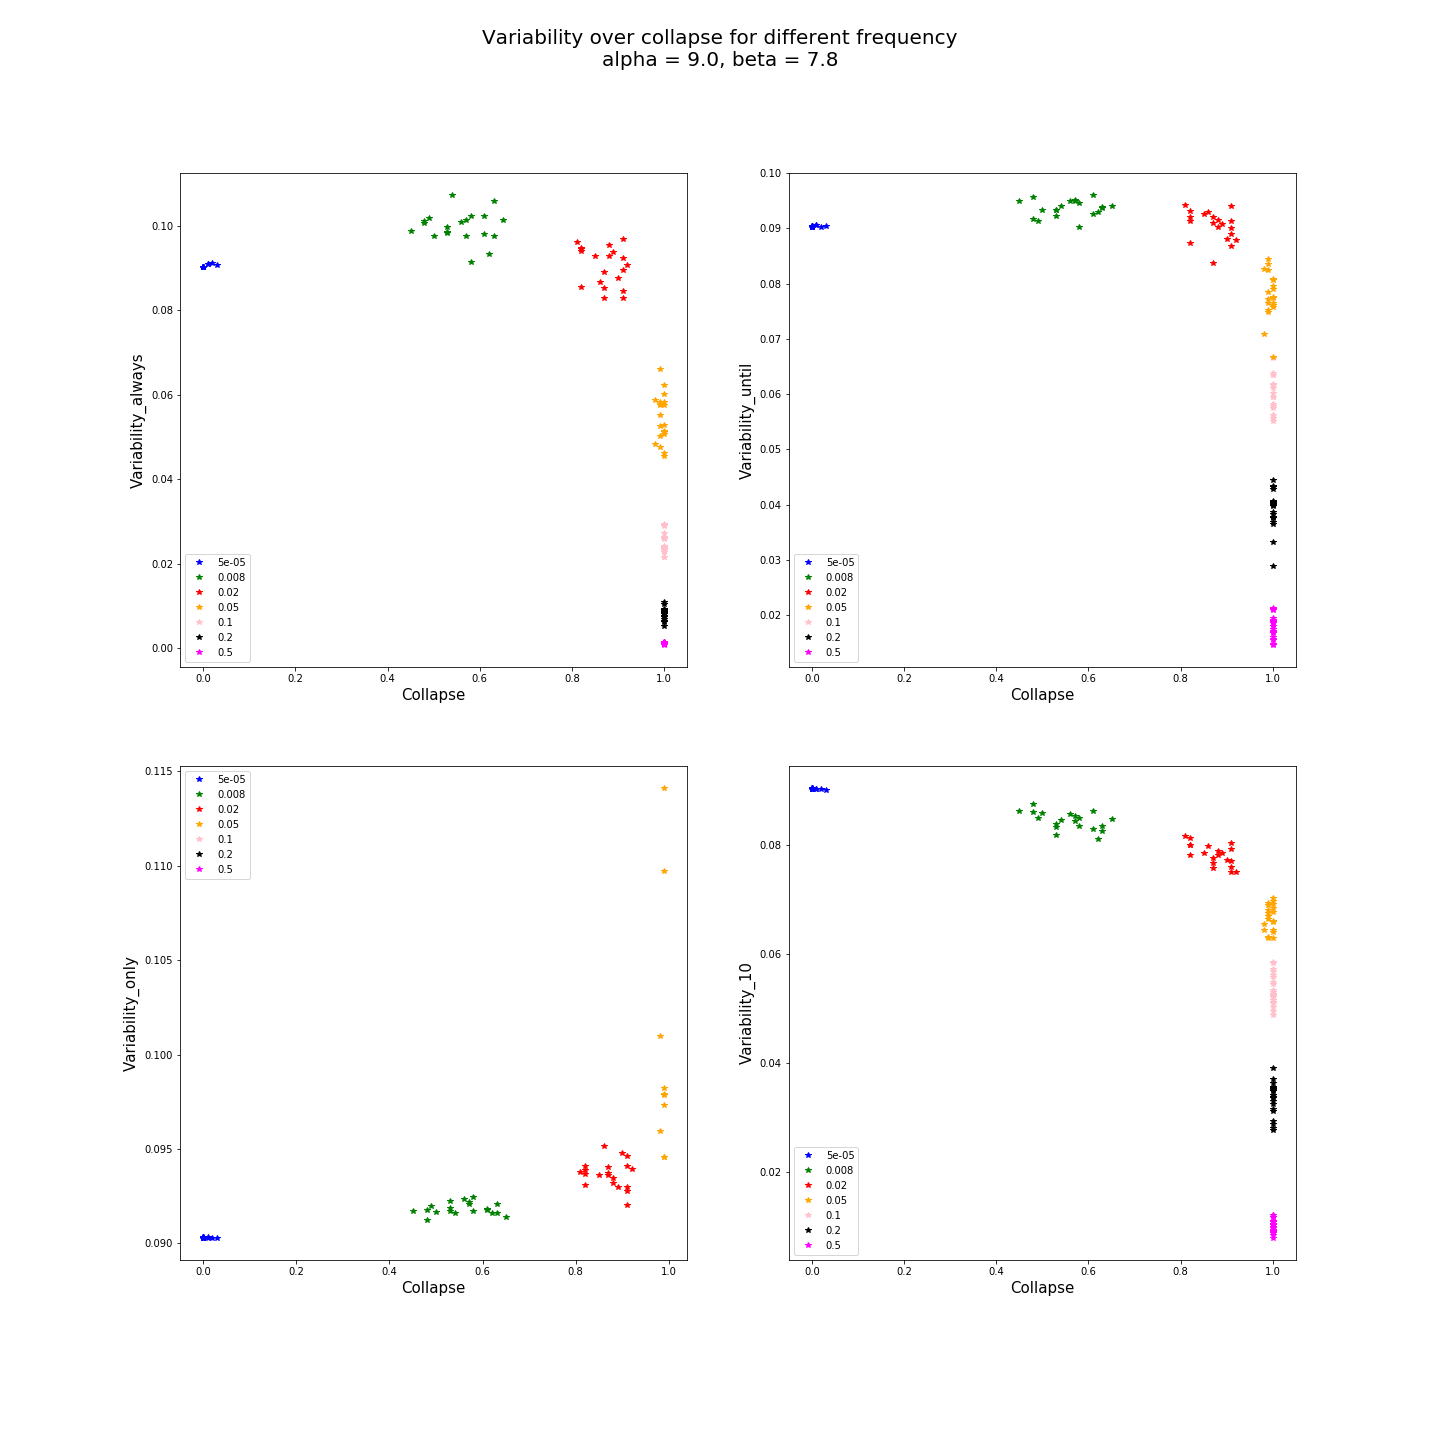 Variability over collapse for different frequency
alpha = 9.0, beta = 7.8
0.10
0.08
0.06
0.04
0.02
0.00
Variability_always
5e-05
0.008
0.02
0.05
0.1
0.2
0.5
0.0 0.2 0.4 0.6 0.8 1.0
Collapse
0.10
0.09
0.08
0.07
0.06
0.05
0.04
0.03
0.02
Variability_until
5e-05
0.008
0.02
0.05
0.1
0.2
0.5
0.0 0.2 0.4 0.6 0.8 1.0
Collapse
0.115
0.110
0.105
0.100
0.095
0.090
Variability_only
5e-05
0.008
0.02
0.05
0.1
0.2
0.5
0.0 0.2 0.4 0.6 0.8 1.0
Collapse
0.08
0.06
0.04
0.02
Variability_10
5e-05
0.008
0.02
0.05
0.1
0.2
0.5
0.0 0.2 0.4 0.6 0.8 1.0
Collapse